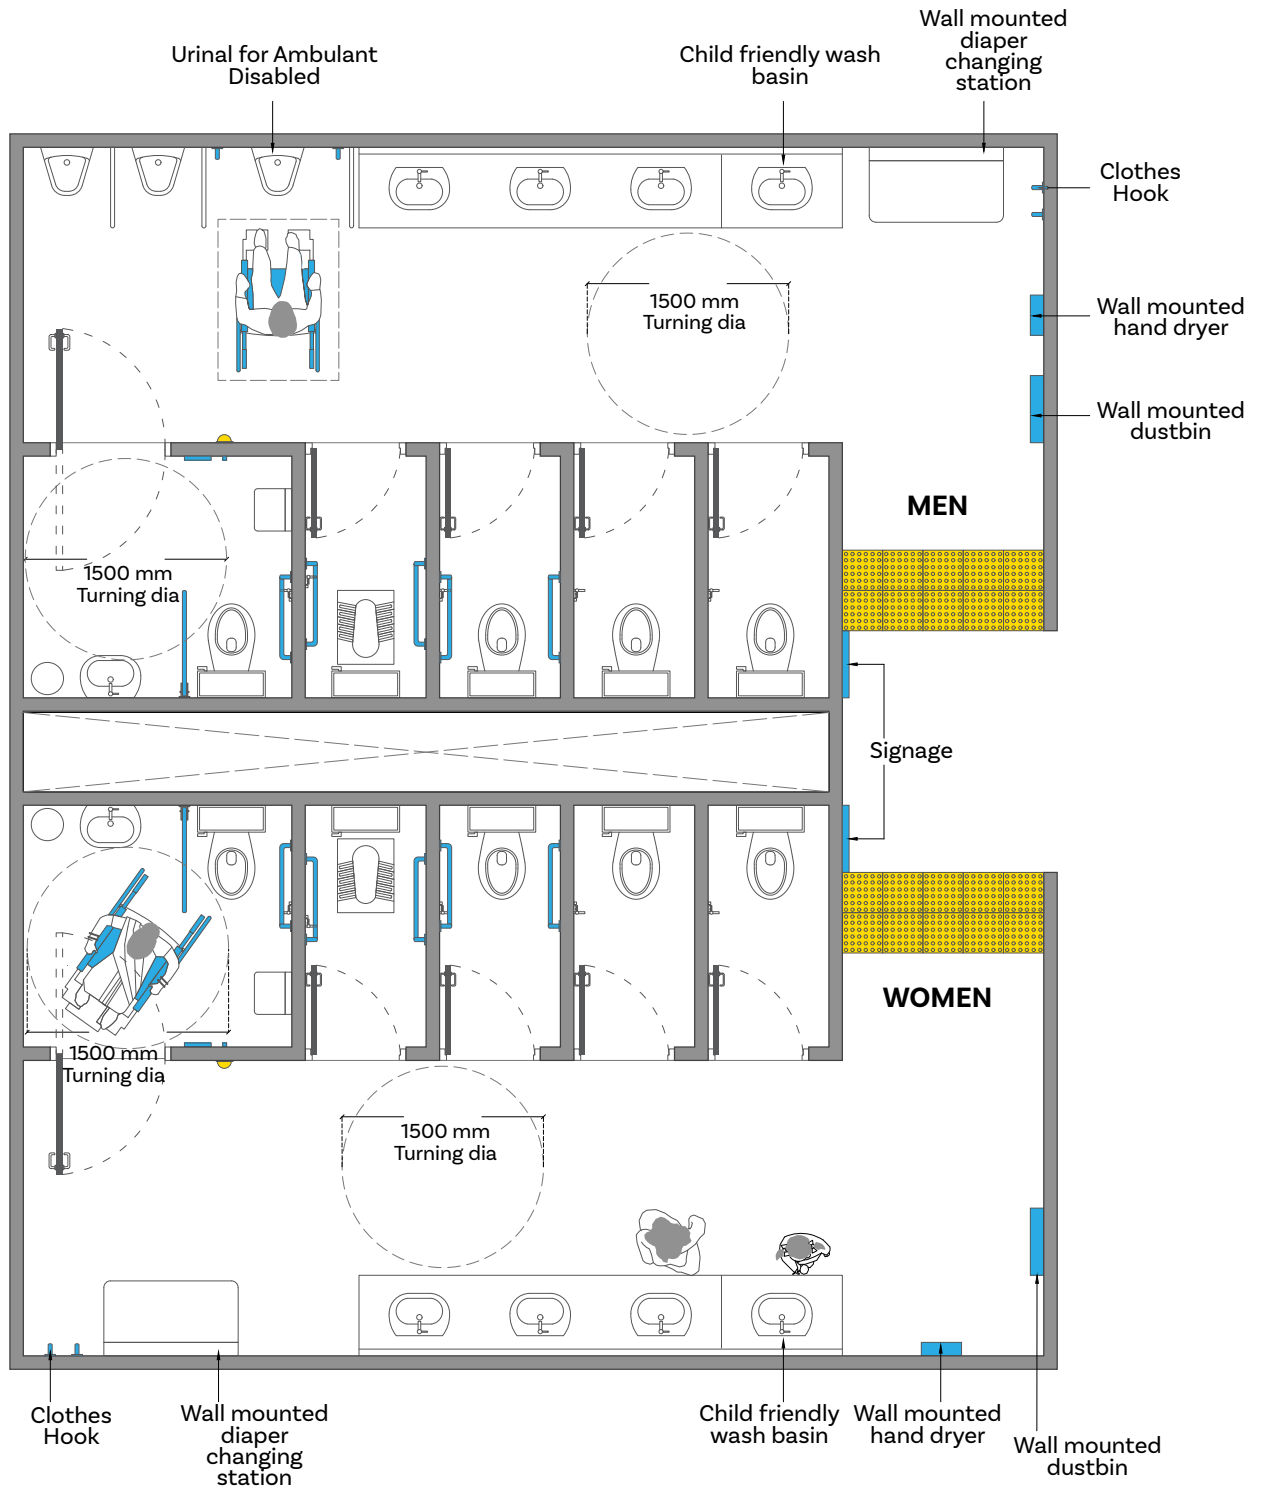 Wall mounted
diaper
changing
station
Urinal for Ambulant
Disabled
Child friendly wash
basin
Clothes
Hook
1500 mm
Turning dia
Wall mounted
hand dryer
Wall mounted
dustbin
MEN
1500 mm
Turning dia
Signage
WOMEN
1500 mm
Turning dia
1500 mm
Turning dia
Clothes
Hook
Wall mounted
diaper
changing
station
Child friendly
wash basin
Wall mounted
hand dryer
Wall mounted
dustbin